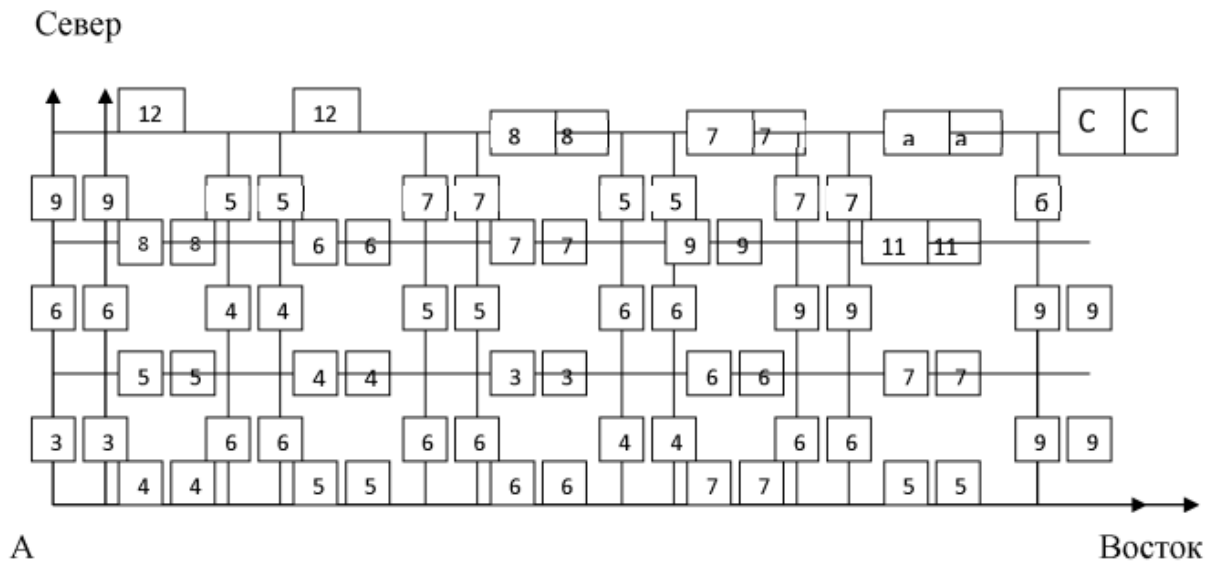 Север
12 12 8 8 7 7 а а С С
9 9 5 5 7 7 5 5 7 7 б
8 8 6 6 7 7 9 9 11 11
6 6 4 4 5 5 6 6 9 9 9 9
5 5 4 4 3 3 6 6 7 7
3 3 6 6 6 6 4 4 6 6 9 9
4 4 5 5 6 6 7 7 5 5
А Восток